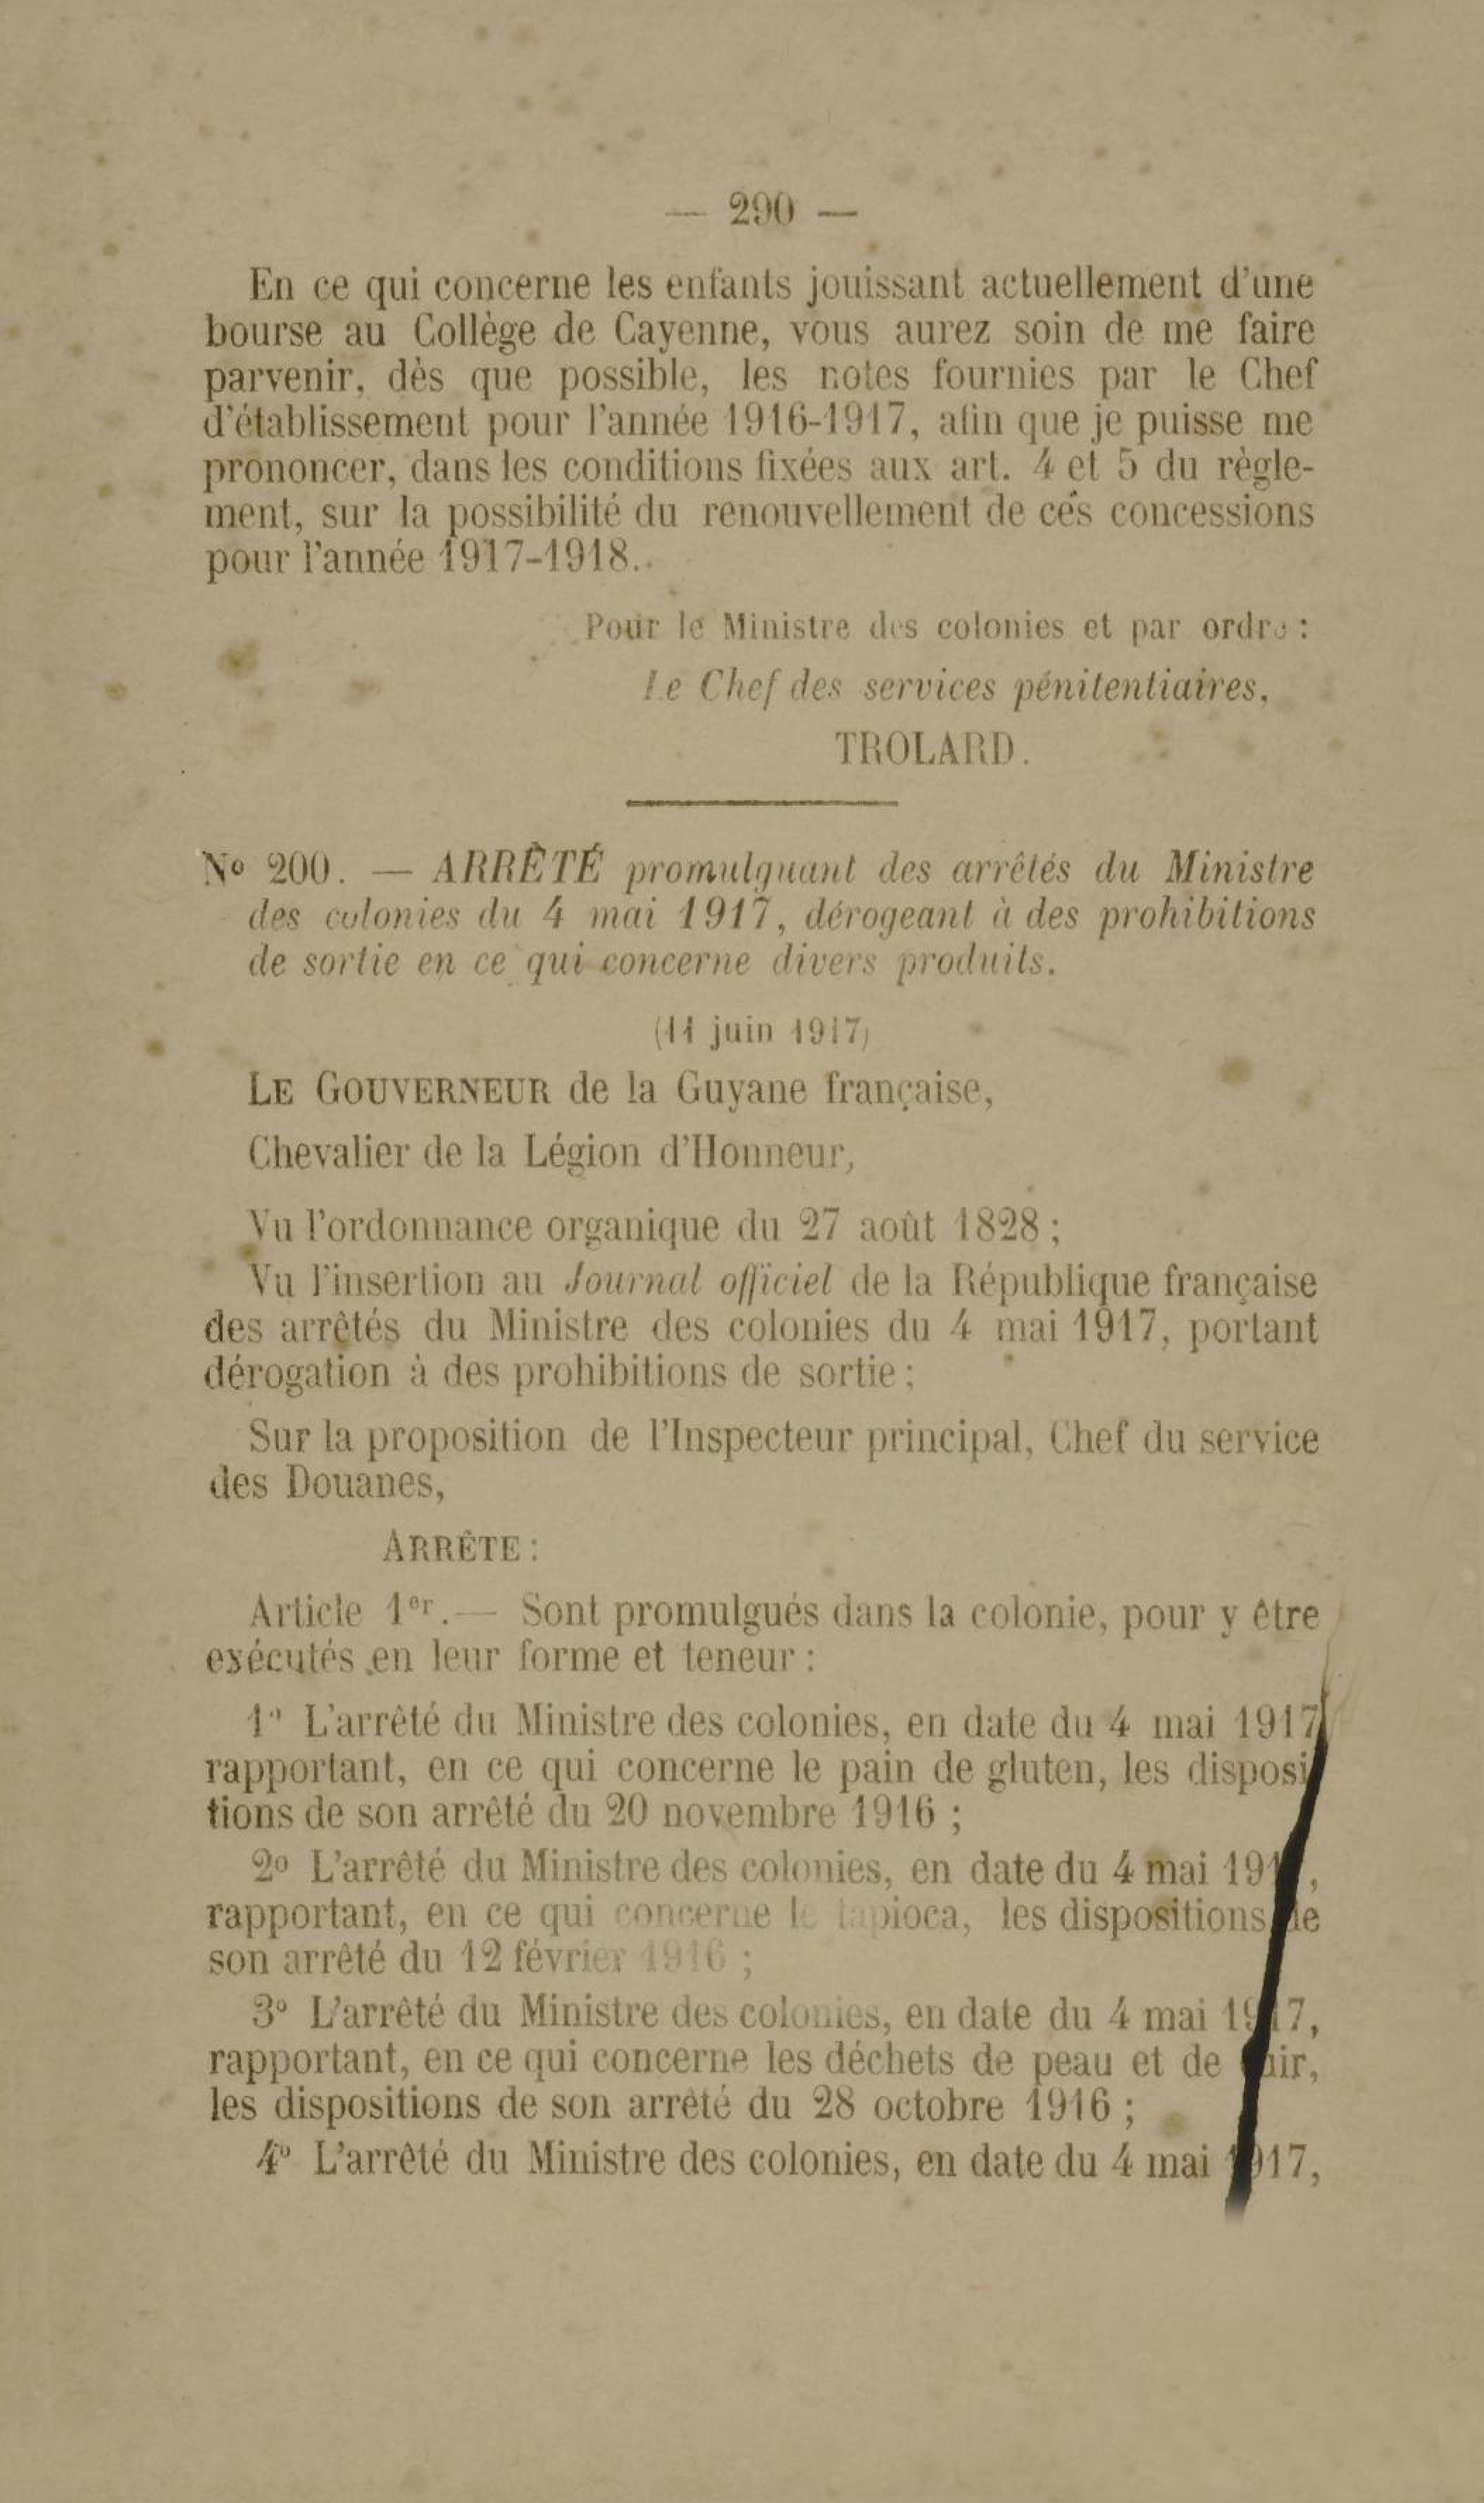 — 290 —
En ce qui concerne les enfants jouissant actuellement d'une
bourse au Collège de Cayenne, vous aurez soin de me faire
parvenir, dès que possible, les notes fournies par le Chef
d'établissement pour l'année 1916-1917, afin que je puisse me
prononcer, dans les conditions fixées aux art. 4 et 5 du règle-
ment, sur la possibilité du renouvellement de ces concessions
pour l'année 1917-1918.
Pour le Ministre des colonies et par ordre :
Le Chef des services pénitentiaires,
TROLARD.
Nº 200. — ARRÊTÉ promulguant des arrêtés du Ministre
des colonies du 4 mai 1917, dérogeant à des prohibitions
de sortie en ce qui concerne divers produits.
(11 juin 1917)
LE GOUVERNEUR de la Guyane française,
Chevalier de la Légion d'Honneur,
Vu l'ordonnance organique du 27 août 1828 ;
Vu l'insertion au Journal officiel de la République française
des arrêtés du Ministre des colonies du 4 mai 1917, portant
dérogation à des prohibitions de sortie ;
Sur la proposition de l'Inspecteur principal, Chef du service
des Douanes,
ARRÊTE :
Article 1er. — Sont promulgués dans la colonie, pour y être
exécutés en leur forme et teneur :
1º L'arrêté du Ministre des colonies, en date du 4 mai 1917
rapportant, en ce qui concerne le pain de gluten, les disposi
tions de son arrêté du 20 novembre 1916 ;
2º L'arrêté du Ministre des colonies, en date du 4 mai 191 ,
rapportant, en ce qui concerne le tapioca, les dispositions de
son arrêté du 12 février 1916 ;
3º L'arrêté du Ministre des colonies, en date du 4 mai 1917,
rapportant, en ce qui concerne les déchets de peau et de cuir,
les dispositions de son arrêté du 28 octobre 1916 ;
4º L'arrêté du Ministre des colonies, en date du 4 mai 1917,